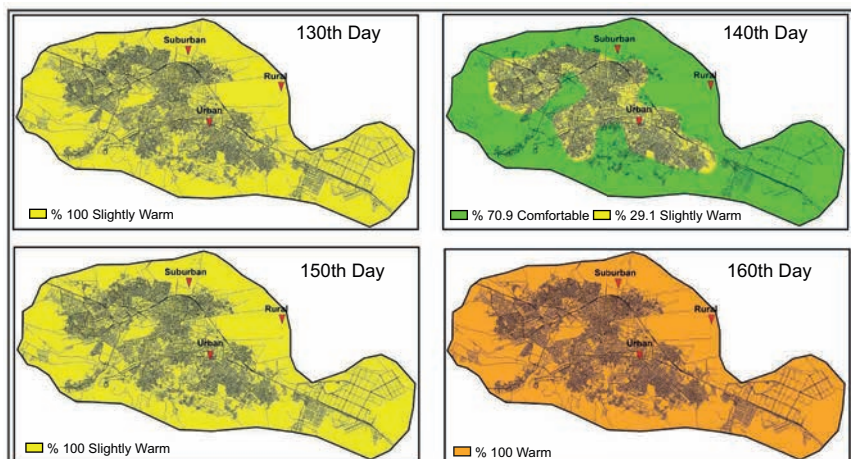 130th Day
Suburban
Rural
Urban
% 100 Slightly Warm
140th Day
Suburban
Rural
Urban
% 70.9 Comfortable % 29.1 Slightly Warm
150th Day
Suburban
Rural
Urban
% 100 Slightly Warm
160th Day
Suburban
Rural
Urban
% 100 Warm